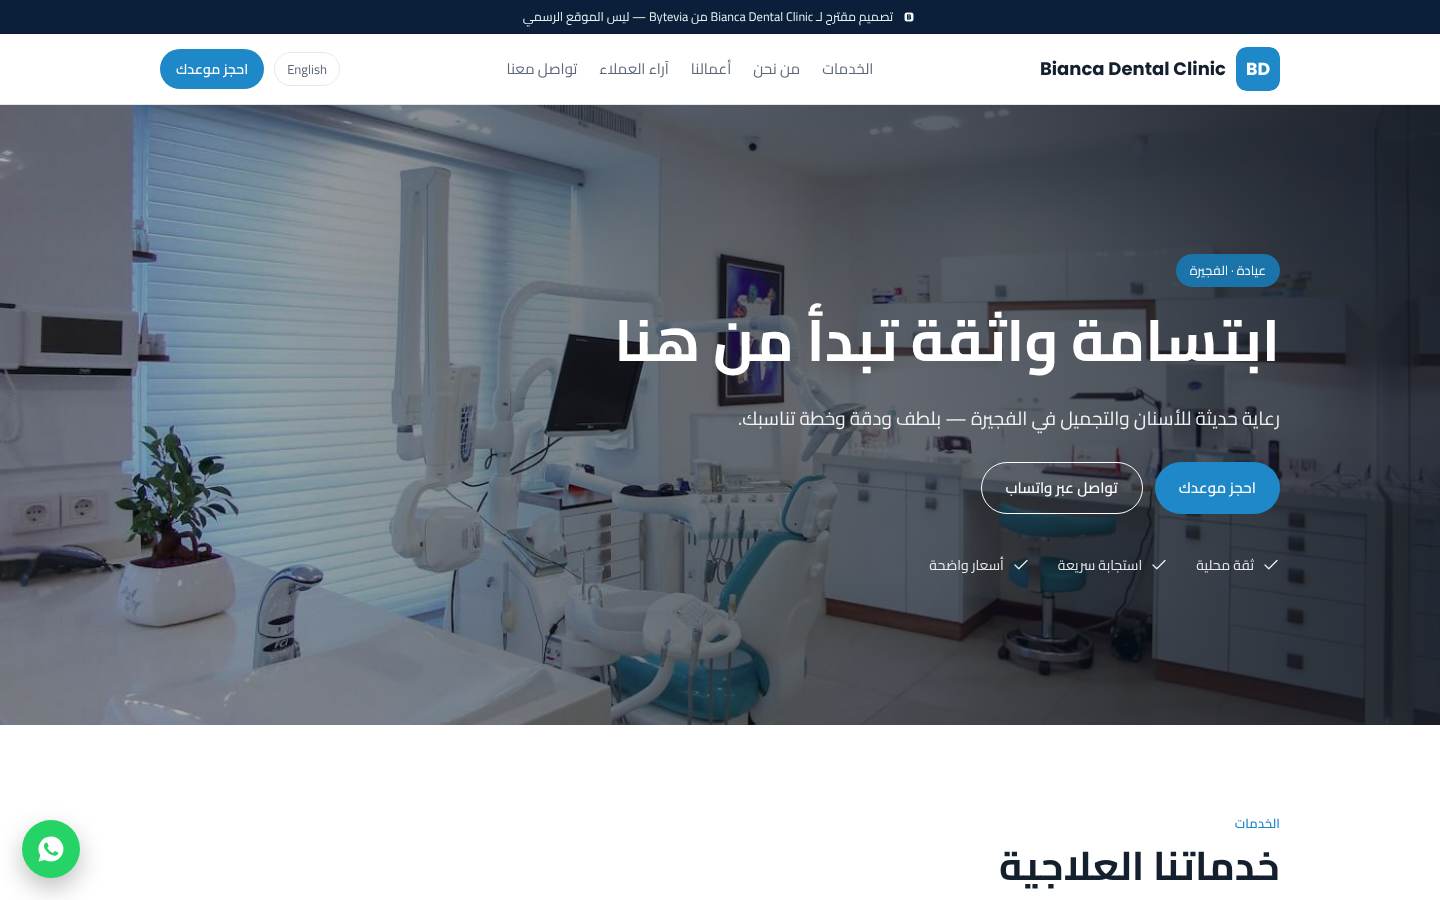 تصميم مقترح لـ Bianca Dental Clinic من Bytevia — ليس الموقع الرسمي
BD Bianca Dental Clinic
الخدمات من نحن أعمالنا آراء العملاء تواصل معنا
English احجز موعدك
عيادة · الفجيرة
ابتسامة واثقة تبدأ من هنا
رعاية حديثة للأسنان والتجميل في الفجيرة — بلطف ودقة وخطة تناسبك.
احجز موعدك تواصل عبر واتساب
ثقة محلية استجابة سريعة أسعار واضحة
الخدمات
خدماتنا العلاجية